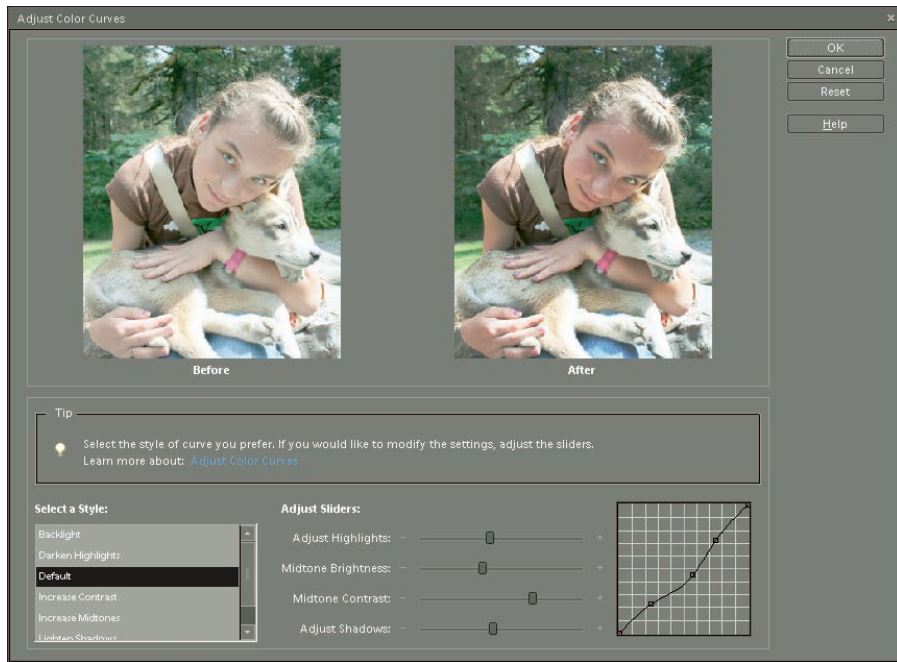 Adjust Color Curves
OK
Cancel
Reset
Help
Before
After
Tip
Select the style of curve you prefer. If you would like to modify the settings, adjust the sliders.
Learn more about: Adjust Color Curves
Select a Style:
Backlight
Darken Highlights
Default
Increase Contrast
Increase Midtones
Lighten Shadows
Adjust Sliders:
Adjust Highlights: - +
Midtone Brightness: - +
Midtone Contrast: - +
Adjust Shadows: - +